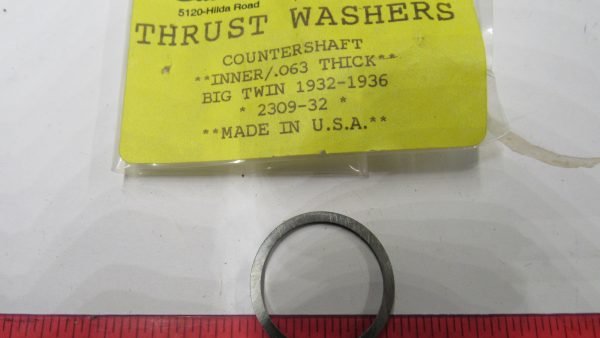 5120-Hilda Road
THRUST WASHERS
COUNTERSHAFT
**INNER/.063 THICK**
BIG TWIN 1932-1936
* 2309-32 *
**MADE IN U.S.A.**